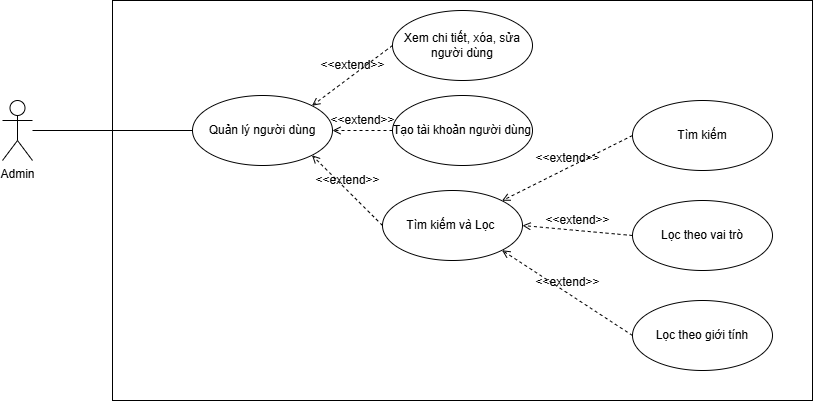 Xem chi tiết, xóa, sửa
người dùng
<<extend>>
Quản lý người dùng
<<extend>>
Tạo tài khoản người dùng
Tìm kiếm
<<extend>>
Admin
<<extend>>
Tìm kiếm và Lọc
<<extend>>
Lọc theo vai trò
<<extend>>
Lọc theo giới tính